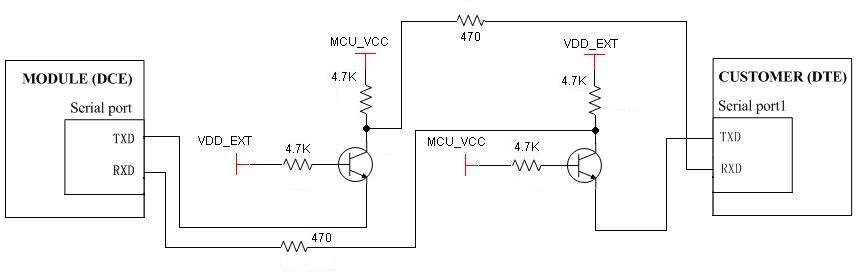 470
MCU_VCC
VDD_EXT
MODULE (DCE)
4.7K
4.7K
CUSTOMER (DTE)
Serial port
Serial port1
TXD
VDD_EXT
4.7K
MCU_VCC
4.7K
TXD
RXD
RXD
470